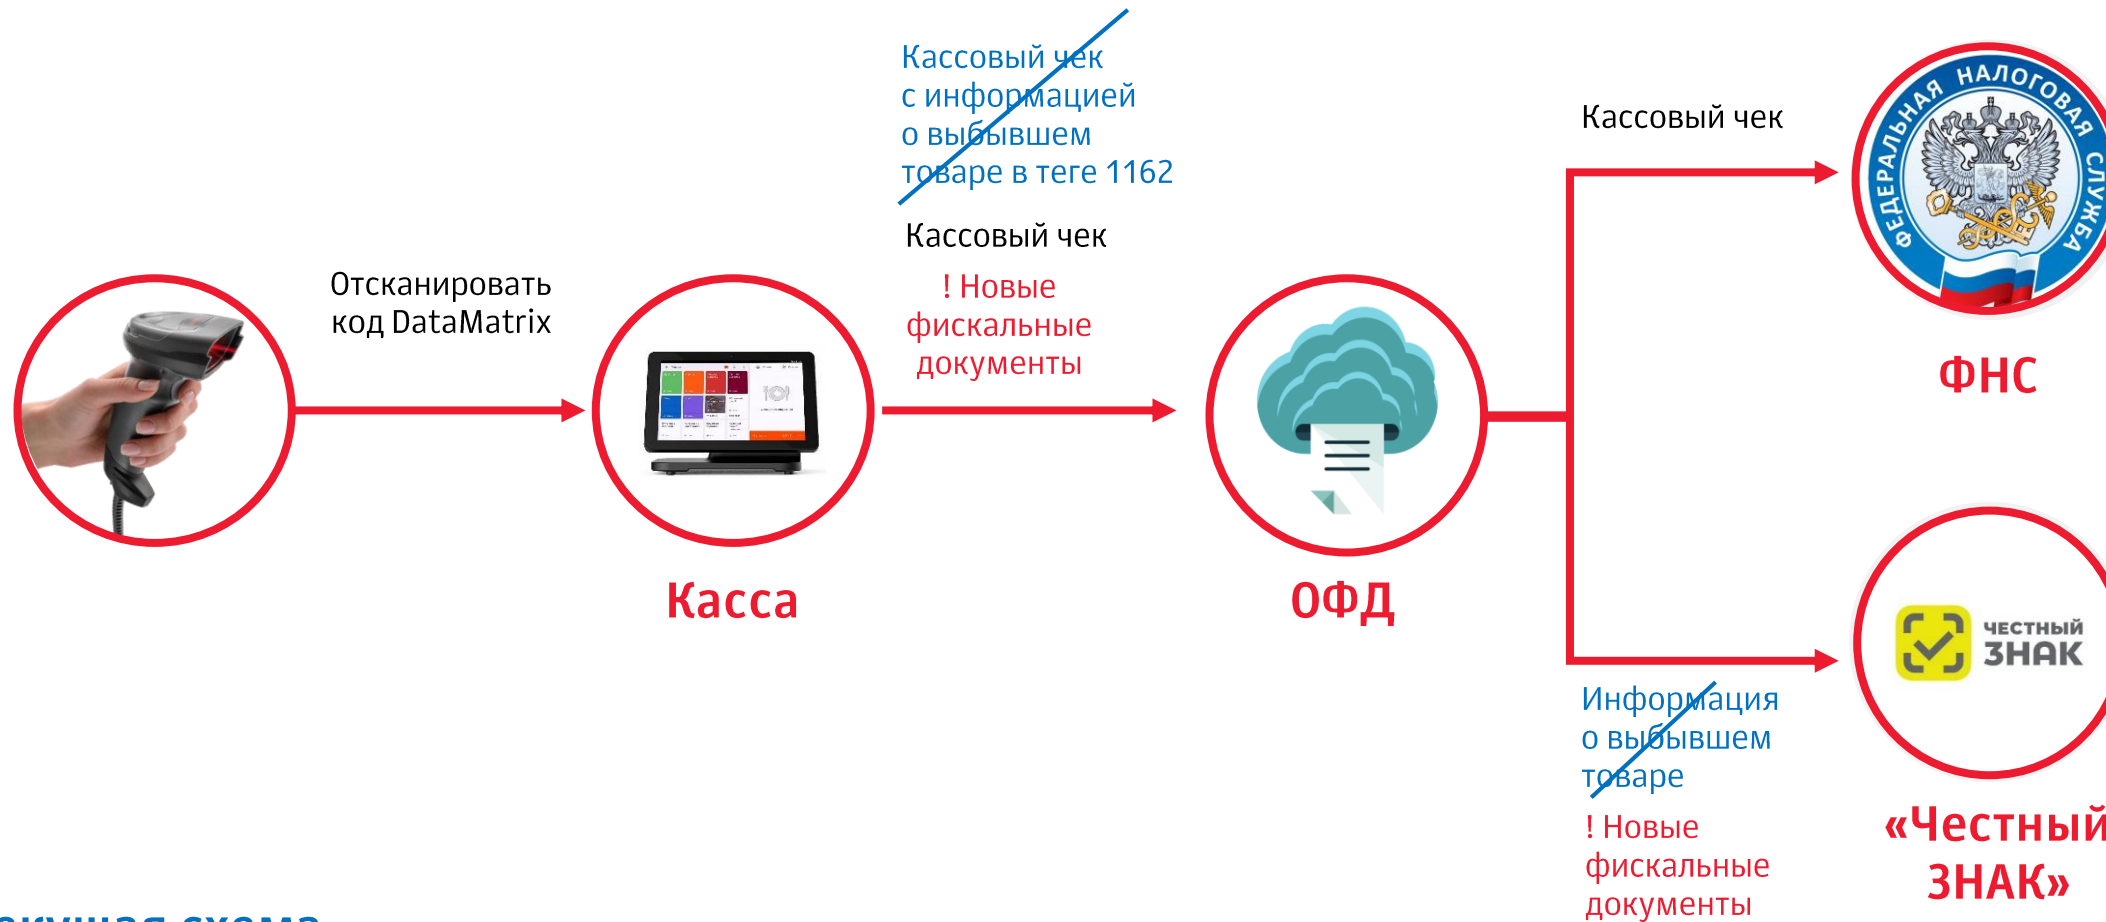 Кассовый чек
с информацией
о выбывшем
товаре в теге 1162
Кассовый чек
! Новые
фискальные
документы
Отсканировать
код DataMatrix
Касса
ОФД
Кассовый чек
ФЕДЕРАЛЬНАЯ НАЛОГОВАЯ СЛУЖБА
ФНС
ЧЕСТНЫЙ
ЗНАК
Информация
о выбывшем
товаре
! Новые
фискальные
документы
«Честный
ЗНАК»
схема